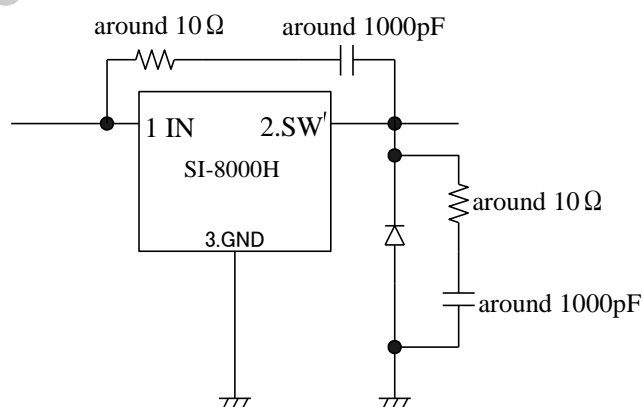 around 10Ω
around 1000pF
1 IN
2.SW'
SI-8000H
around 10Ω
3.GND
around 1000pF